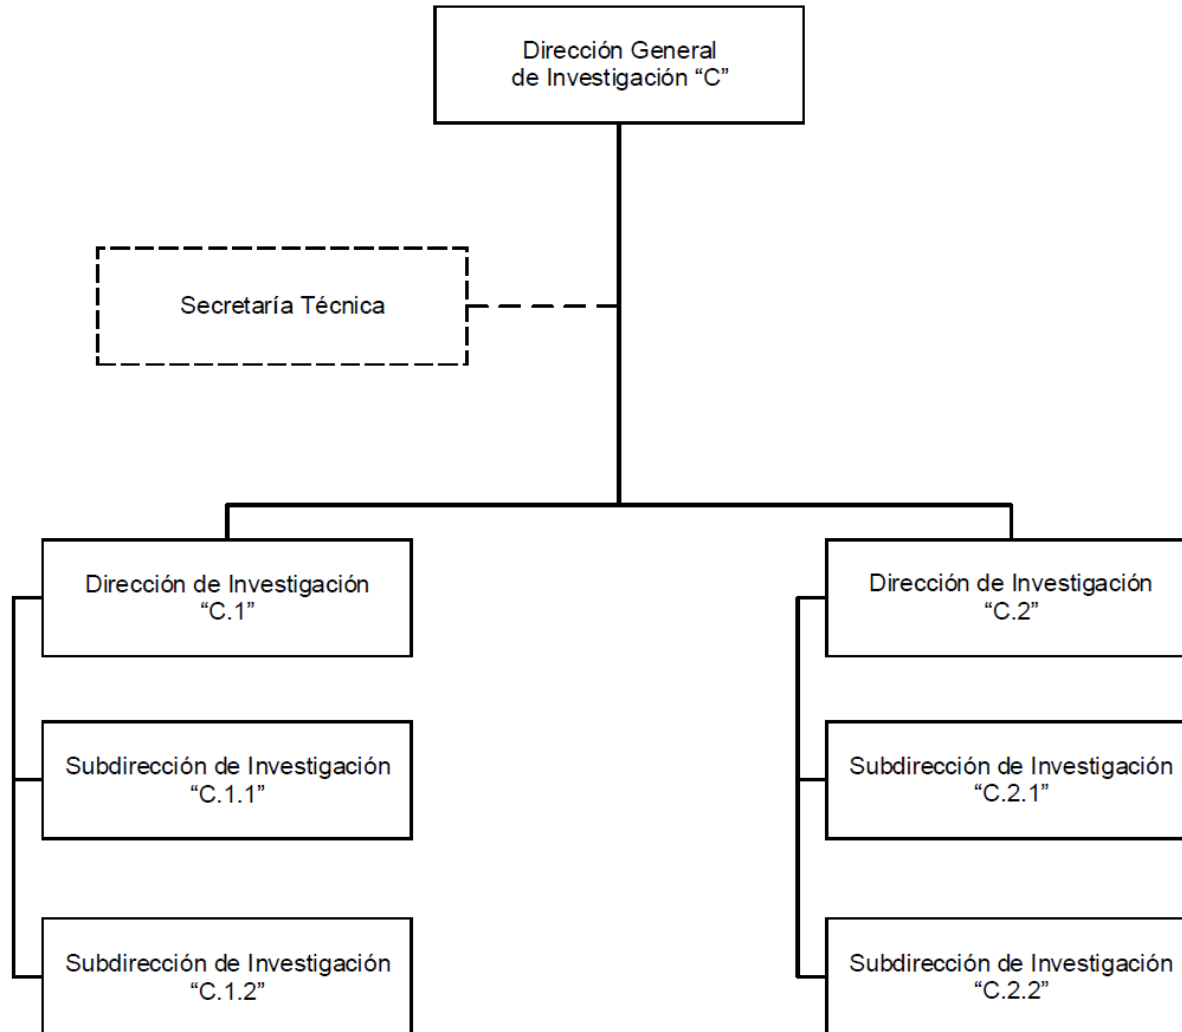 Dirección General
de Investigación “C”
Secretaría Técnica
Dirección de Investigación
“C.1”
Dirección de Investigación
“C.2”
Subdirección de Investigación
“C.1.1”
Subdirección de Investigación
“C.2.1”
Subdirección de Investigación
“C.1.2”
Subdirección de Investigación
“C.2.2”